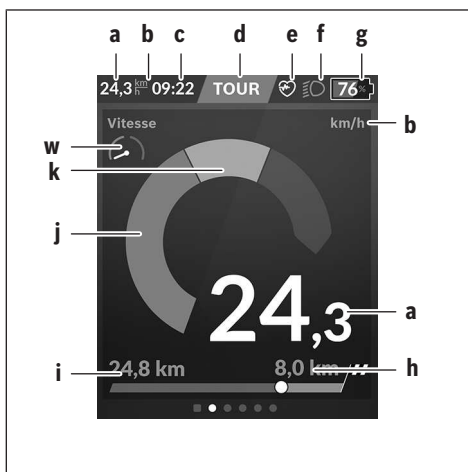 a b c d e f g
24,3 km/h 09:22 TOUR 76%
Vitesse km/h b
w
k
j
24,3 a
i 24,8 km 8,0 km h